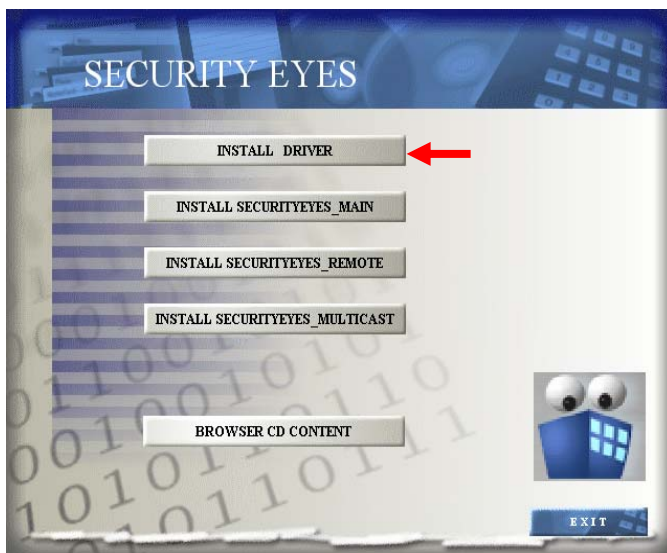 SECURITY EYES
INSTALL DRIVER
INSTALL SECURITYEYES_MAIN
INSTALL SECURITYEYES_REMOTE
INSTALL SECURITYEYES_MULTICAST
BROWSER CD CONTENT
EXIT